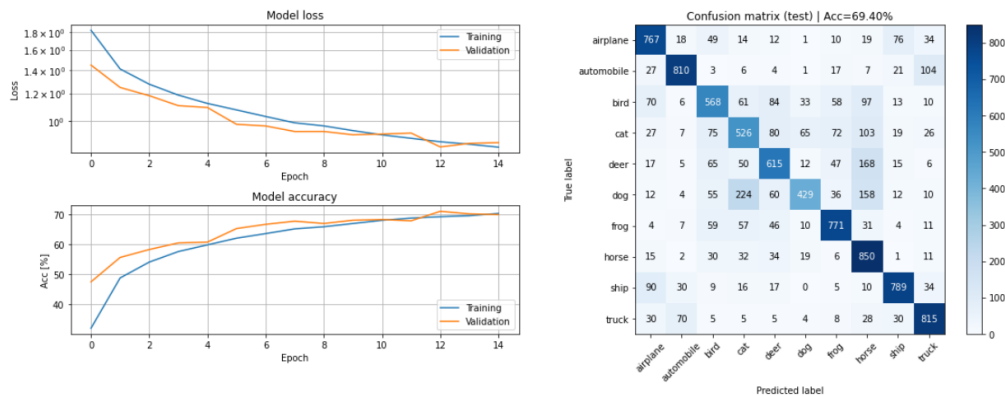 Model loss
Loss
1.8 × 10⁰
1.6 × 10⁰
1.4 × 10⁰
1.2 × 10⁰
10⁰
Training
Validation
0 2 4 6 8 10 12 14
Epoch
Model accuracy
Acc [%]
70
60
50
40
Training
Validation
0 2 4 6 8 10 12 14
Epoch
Confusion matrix (test) | Acc=69.40%
True label
airplane 767 18 49 14 12 1 10 19 76 34
automobile 27 810 3 6 4 1 17 7 21 104
bird 70 6 568 61 84 33 58 97 13 10
cat 27 7 75 526 80 65 72 103 19 26
deer 17 5 65 50 615 12 47 168 15 6
dog 12 4 55 224 60 429 36 158 12 10
frog 4 7 59 57 46 10 771 31 4 11
horse 15 2 30 32 34 19 6 850 1 11
ship 90 30 9 16 17 0 5 10 789 34
truck 30 70 5 5 5 4 8 28 30 815
airplane automobile bird cat deer dog frog horse ship truck
Predicted label
800
700
600
500
400
300
200
100
0